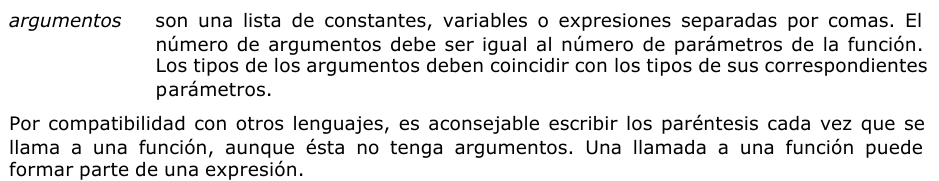 argumentos son una lista de constantes, variables o expresiones separadas por comas. El
número de argumentos debe ser igual al número de parámetros de la función.
Los tipos de los argumentos deben coincidir con los tipos de sus correspondientes
parámetros.
Por compatibilidad con otros lenguajes, es aconsejable escribir los paréntesis cada vez que se
llama a una función, aunque ésta no tenga argumentos. Una llamada a una función puede
formar parte de una expresión.